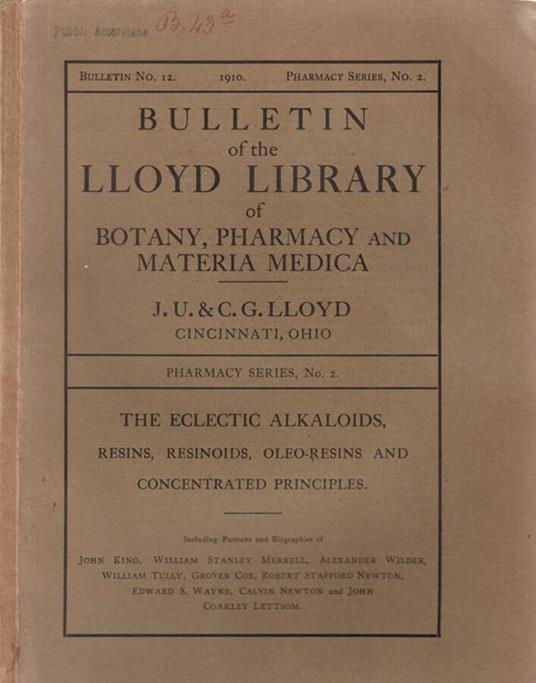 Pubbl. Americane
B. 43a
BULLETIN NO. 12. 1910. PHARMACY SERIES, NO. 2.
BULLETIN
of the
LLOYD LIBRARY
of
BOTANY, PHARMACY AND
MATERIA MEDICA
J. U. & C. G. LLOYD
CINCINNATI, OHIO
PHARMACY SERIES, No. 2.
THE ECLECTIC ALKALOIDS,
RESINS, RESINOIDS, OLEO-RESINS AND
CONCENTRATED PRINCIPLES.
Including Portraits and Biographies of
JOHN KING, WILLIAM STANLEY MERRELL, ALEXANDER WILDER,
WILLIAM TULLY, GROVER COE, ROBERT STAFFORD NEWTON,
EDWARD S. WAYNE, CALVIN NEWTON and JOHN
COAKLEY LETTSOM.